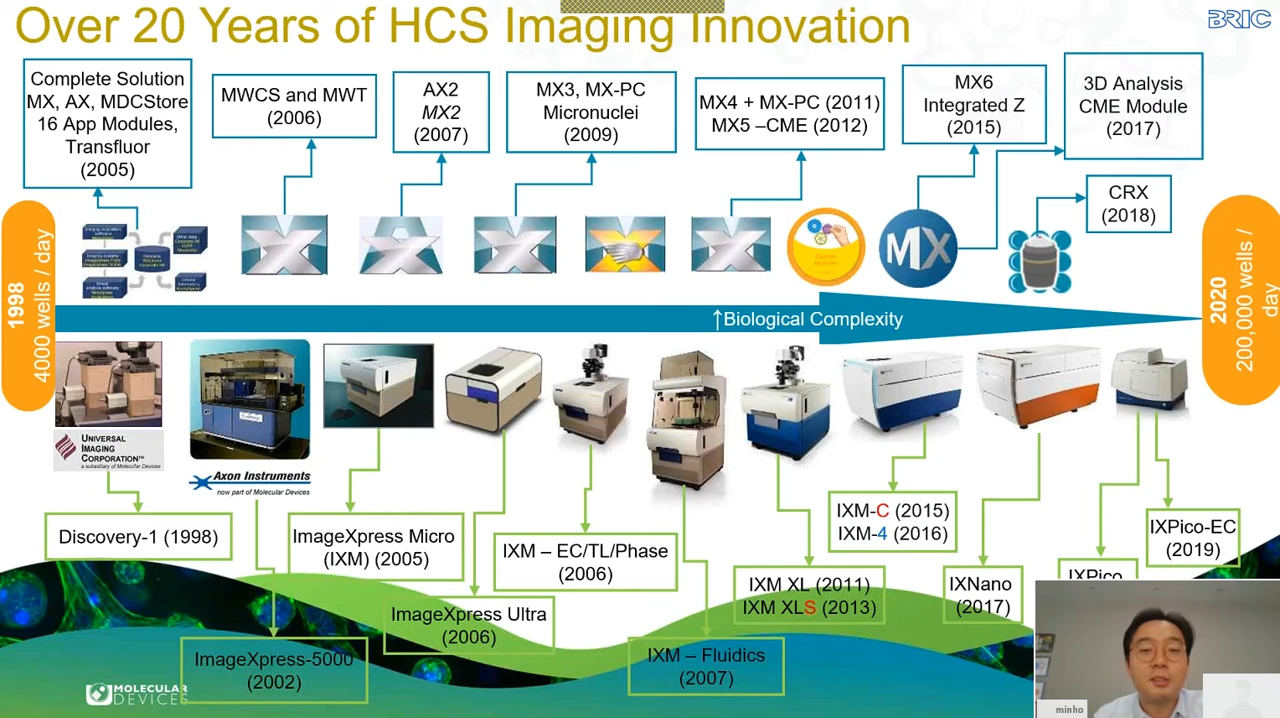 Over 20 Years of HCS Imaging Innovation
BRIC
Complete Solution
MX, AX, MDCStore
16 App Modules,
Transfluor
(2005)
MWCS and MWT
(2006)
AX2
MX2
(2007)
MX3, MX-PC
Micronuclei
(2009)
MX4 + MX-PC (2011)
MX5 –CME (2012)
MX6
Integrated Z
(2015)
3D Analysis
CME Module
(2017)
CRX
(2018)
1998
4000 wells / day
X
A
X
X
X
MX
2020
200,000 wells /
day
↑Biological Complexity
UNIVERSAL
IMAGING
CORPORATION™
a subsidiary of Molecular Devices
Axon Instruments
now part of Molecular Devices
Discovery-1 (1998)
ImageXpress Micro
(IXM) (2005)
IXM – EC/TL/Phase
(2006)
IXM-C (2015)
IXM-4 (2016)
IXPico-EC
(2019)
IXM XL (2011)
IXM XLS (2013)
IXNano
(2017)
IXPico
ImageXpress Ultra
(2006)
ImageXpress-5000
(2002)
IXM – Fluidics
(2007)
MOLECULAR
DEVICES
minho